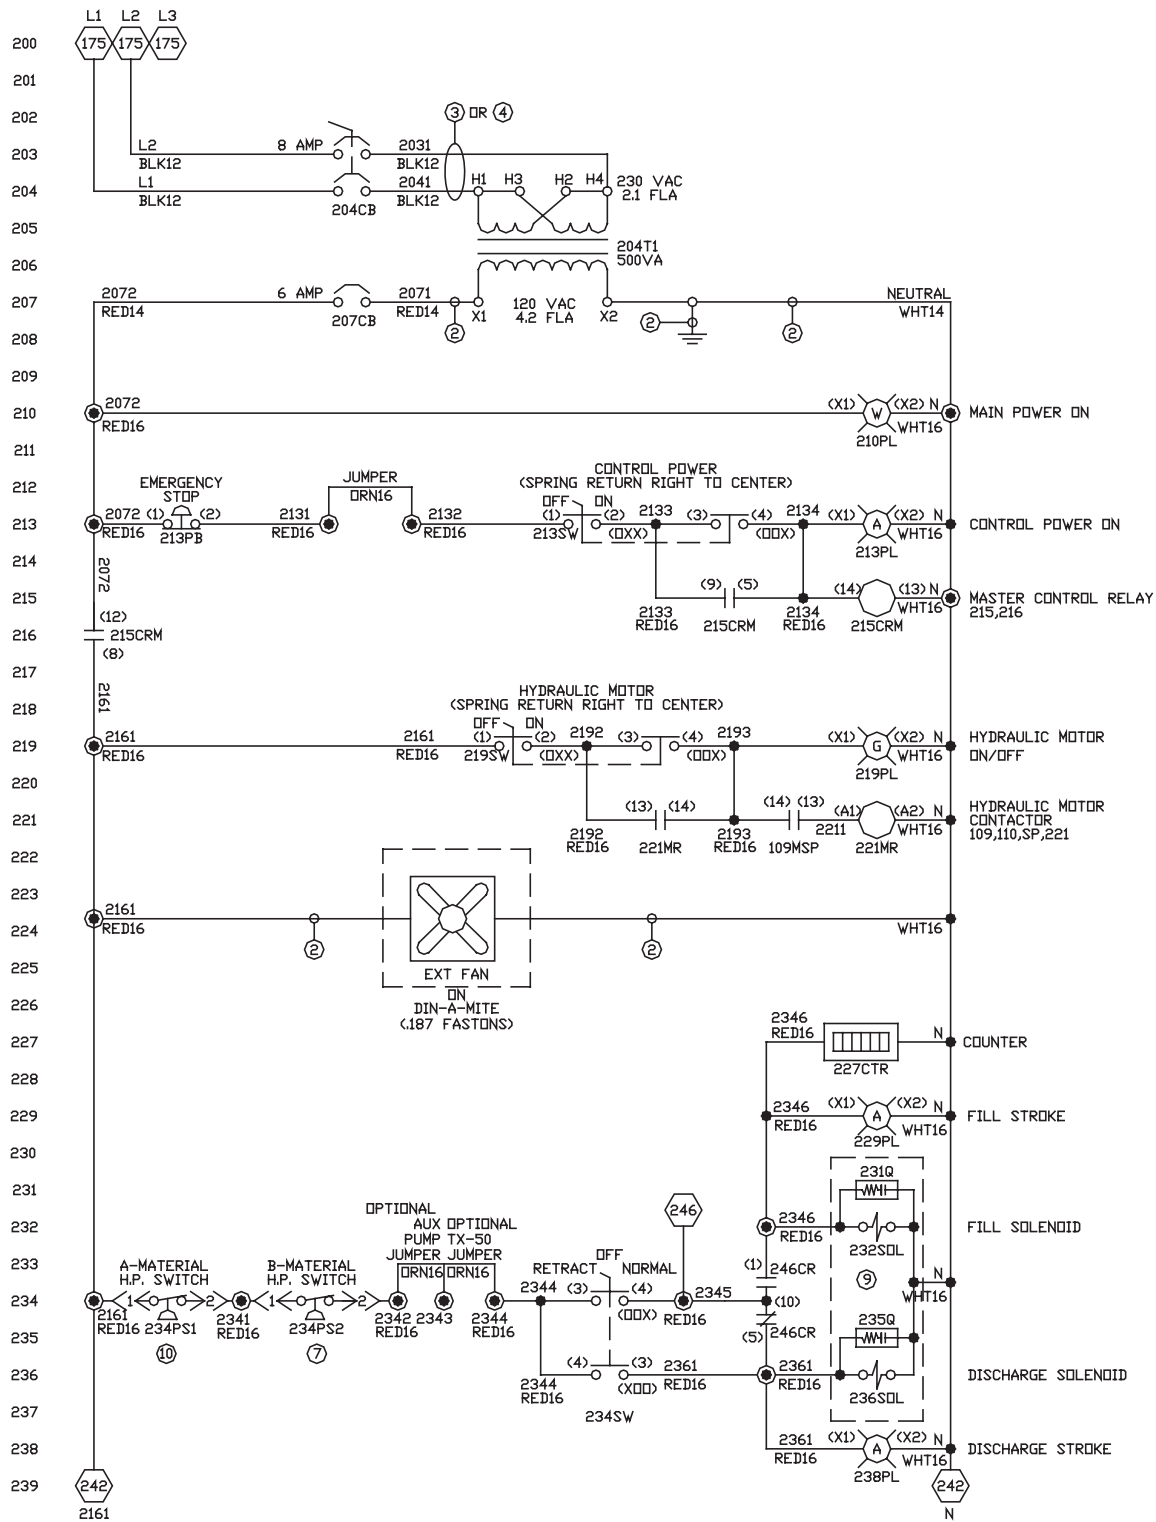 L1 L2 L3
200 175 175 175
201
202 3 OR 4
203 L2 BLK12 8 AMP 2031 BLK12
204 L1 BLK12 204CB 2041 BLK12 H1 H3 H2 H4 230 VAC 2.1 FLA
205 204T1
206 500VA
207 2072 RED14 6 AMP 207CB 2071 RED14 X1 120 VAC 4.2 FLA X2 NEUTRAL WHT14
2 2 2
208
209
210 2072 RED16 (X1) W (X2) N WHT16 210PL MAIN POWER ON
211
CONTROL POWER
(SPRING RETURN RIGHT TO CENTER)
212 EMERGENCY STOP JUMPER ORN16 OFF ON
213 2072 RED16 (1) (2) 213PB 2131 RED16 2132 RED16 (1) 213SW (2) (OXX) 2133 (3) (4) (OOX) 2134 (X1) A (X2) N WHT16 213PL CONTROL POWER ON
214 2072
215 2133 RED16 (9) (5) 215CRM 2134 RED16 (14) (13) N WHT16 215CRM MASTER CONTROL RELAY
215,216
216 (12) 215CRM (8)
217
218 2161 HYDRAULIC MOTOR
(SPRING RETURN RIGHT TO CENTER)
OFF ON
219 2161 RED16 2161 RED16 (1) 219SW (2) (OXX) 2192 (3) (4) (OOX) 2193 (X1) G (X2) N WHT16 219PL HYDRAULIC MOTOR
ON/OFF
220
221 2192 RED16 (13) (14) 221MR 2193 RED16 (14) (13) 109MSP 2211 (A1) (A2) N WHT16 221MR HYDRAULIC MOTOR
CONTACTOR
109,110,SP,221
222
223
224 2161 RED16 2 2 WHT16
225 EXT FAN
226 ON
DIN-A-MITE
(.187 FASTONS)
227 2346 RED16 227CTR N COUNTER
228
229 2346 RED16 (X1) A (X2) N WHT16 229PL FILL STROKE
230
231 231Q
232 246 2346 RED16 232SOL FILL SOLENOID
OPTIONAL
AUX OPTIONAL
PUMP TX-50
JUMPER JUMPER
ORN16 ORN16
233 A-MATERIAL H.P. SWITCH B-MATERIAL H.P. SWITCH RETRACT OFF NORMAL (1) 246CR 9 WHT16
234 2161 RED16 1 2 234PS1 2341 RED16 1 2 234PS2 2342 RED16 2343 2344 RED16 2344 (3) (4) (OOX) RED16 2345 (10)
235 10 7 (5) 246CR 235Q
236 2344 RED16 (4) (3) (XOO) 2361 RED16 2361 RED16 236SOL DISCHARGE SOLENOID
237 234SW
238 2361 RED16 (X1) A (X2) N WHT16 238PL DISCHARGE STROKE
239 242 242
2161 N